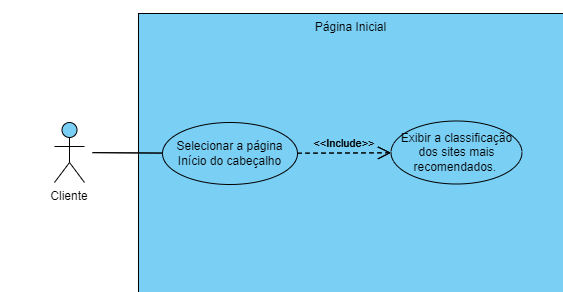 Página Inicial
Selecionar a página
Início do cabeçalho
<<Include>>
Exibir a classificação
dos sites mais
recomendados.
Cliente